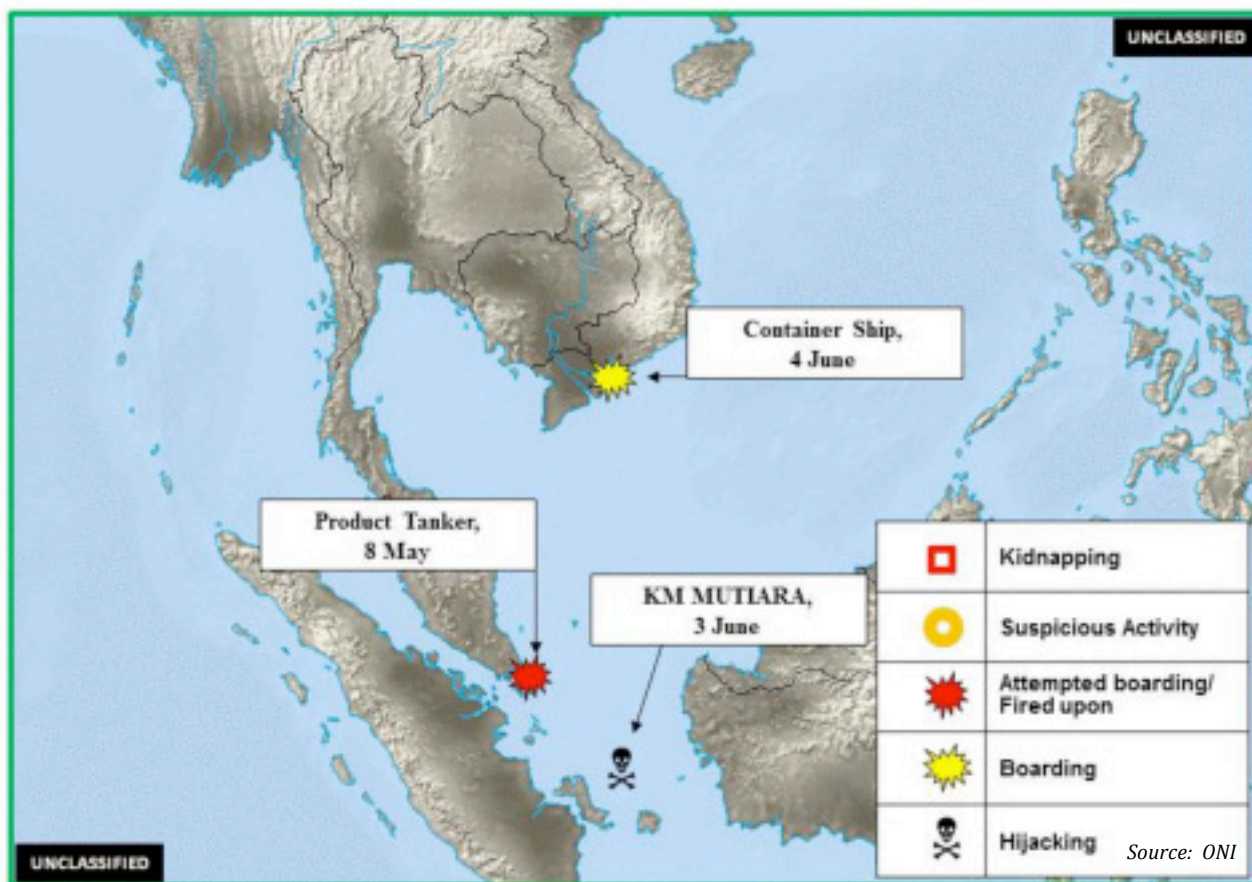 UNCLASSIFIED
Container Ship,
4 June
Product Tanker,
8 May
KM MUTIARA,
3 June
Kidnapping
Suspicious Activity
Attempted boarding/
Fired upon
Boarding
Hijacking
Source: ONI
UNCLASSIFIED